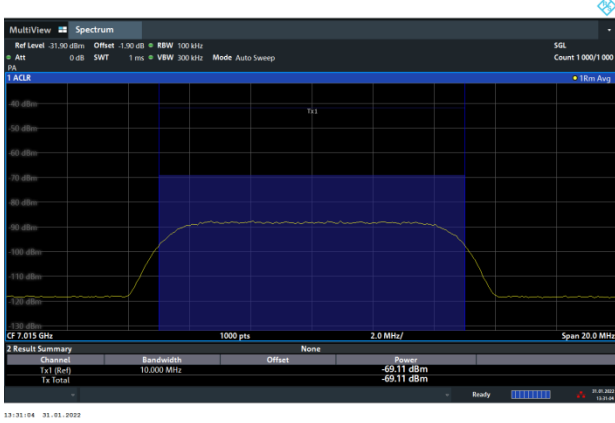 MultiView Spectrum
Ref Level -31.90 dBm Offset -1.90 dB RBW 100 kHz SGL
Att 0 dB SWT 1 ms VBW 300 kHz Mode Auto Sweep Count 1 000/1 000
PA
1 ACLR 1Rm Avg
Tx1
-40 dBm
-50 dBm
-60 dBm
-70 dBm
-80 dBm
-90 dBm
-100 dBm
-110 dBm
-120 dBm
-130 dBm
CF 7.015 GHz 1000 pts 2.0 MHz/ Span 20.0 MHz
2 Result Summary None
Channel Bandwidth Offset Power
Tx1 (Ref) 10.000 MHz -69.11 dBm
Tx Total -69.11 dBm
Ready 31.01.2022
13:31:04
13:31:04 31.01.2022